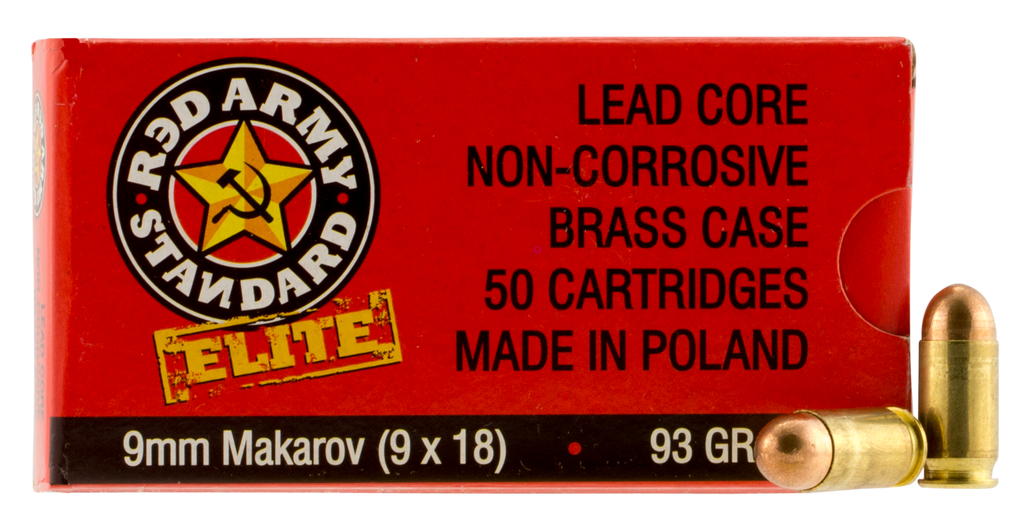 RED ARMY
STANDARD
ELITE
LEAD CORE
NON-CORROSIVE
BRASS CASE
50 CARTRIDGES
MADE IN POLAND
9mm Makarov (9 x 18) • 93 GR